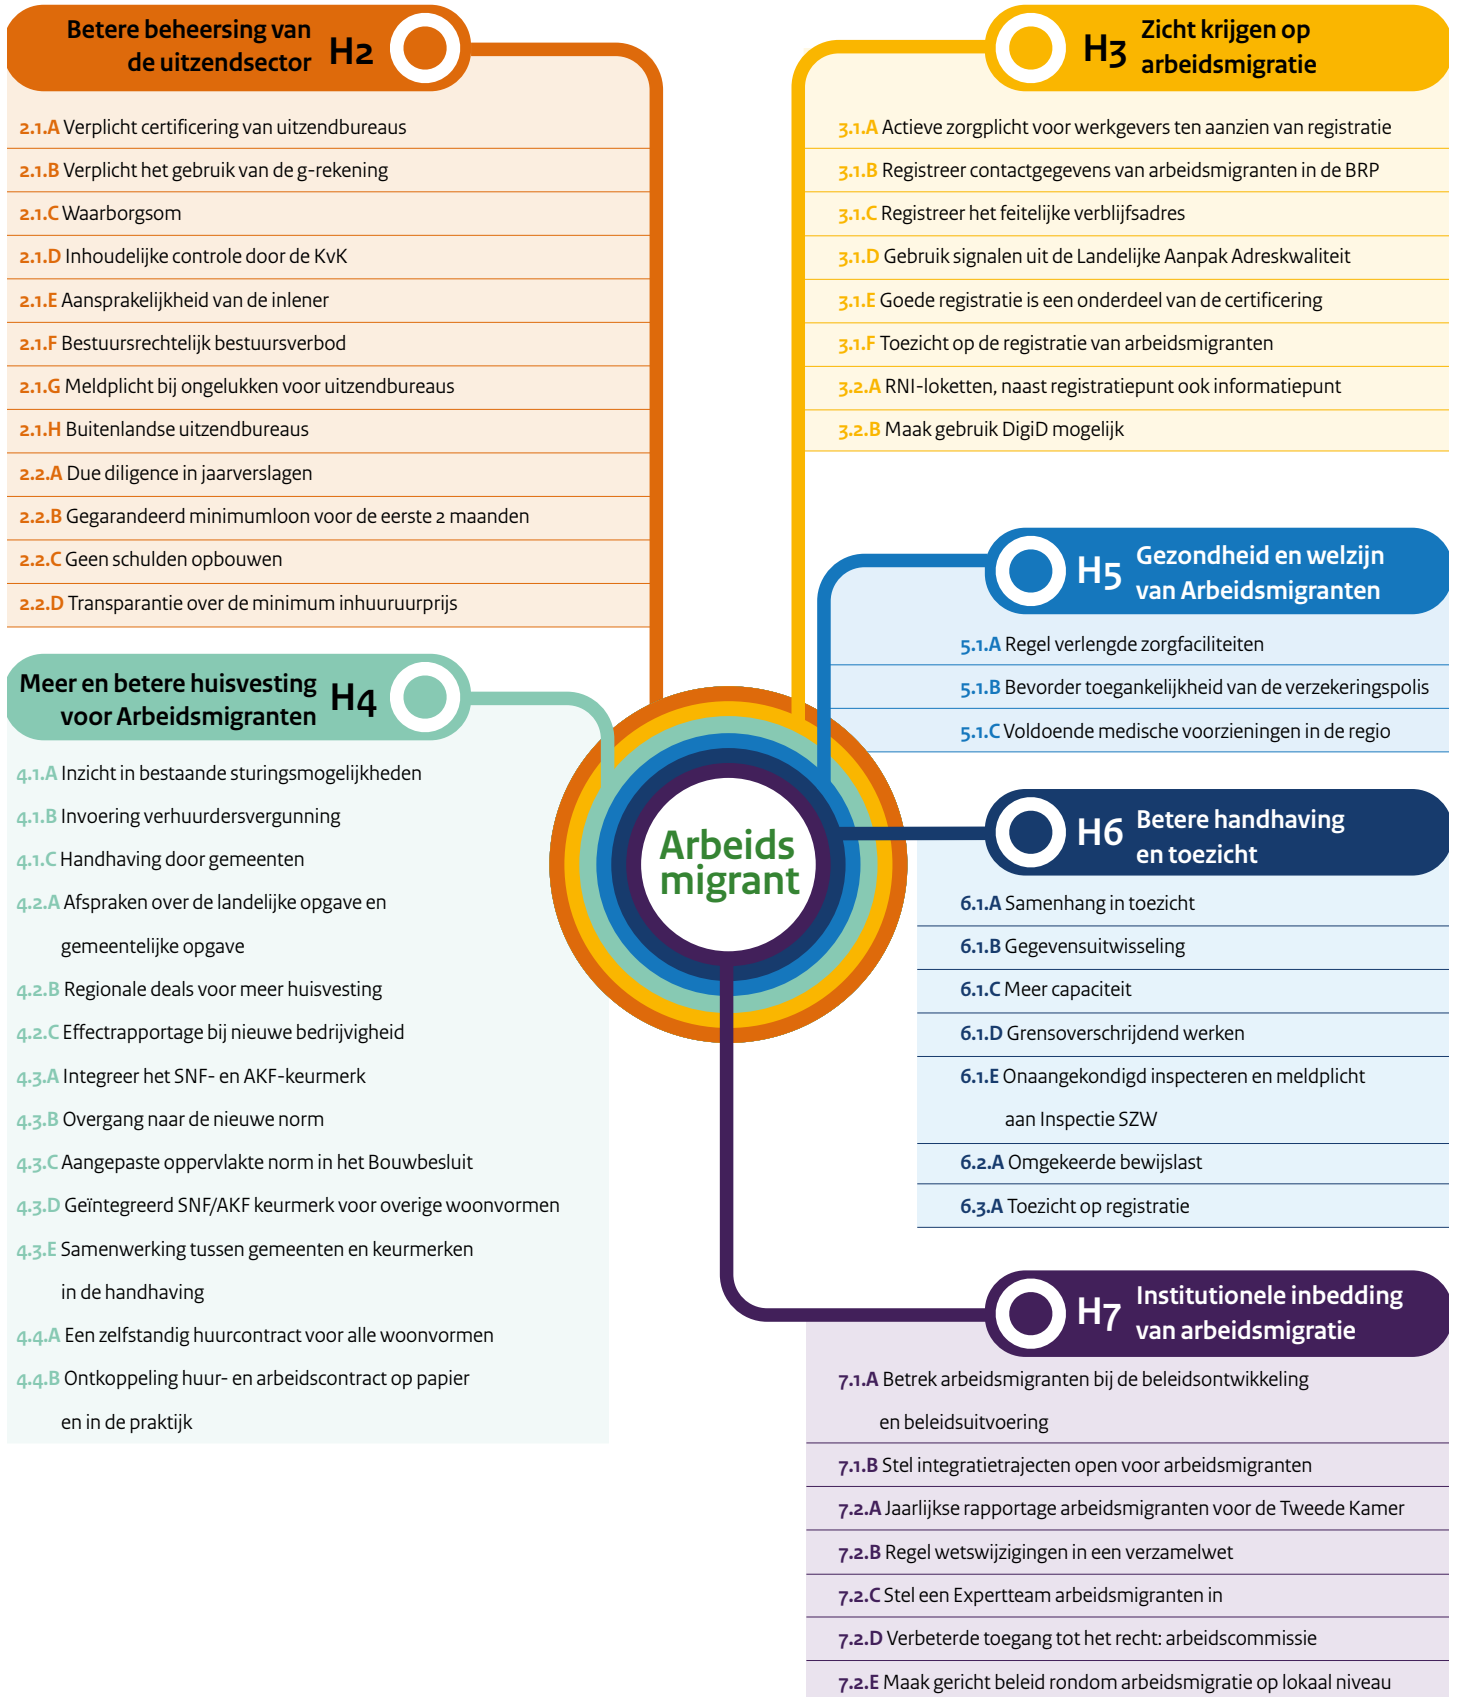 Betere beheersing van
de uitzendsector
H2
2.1.A Verplicht certificering van uitzendbureaus
2.1.B Verplicht het gebruik van de g-rekening
2.1.C Waarborgsom
2.1.D Inhoudelijke controle door de KvK
2.1.E Aansprakelijkheid van de inlener
2.1.F Bestuursrechtelijk bestuursverbod
2.1.G Meldplicht bij ongelukken voor uitzendbureaus
2.1.H Buitenlandse uitzendbureaus
2.2.A Due diligence in jaarverslagen
2.2.B Gegarandeerd minimumloon voor de eerste 2 maanden
2.2.C Geen schulden opbouwen
2.2.D Transparantie over de minimum inhuuruurprijs
H3
Zicht krijgen op
arbeidsmigratie
3.1.A Actieve zorgplicht voor werkgevers ten aanzien van registratie
3.1.B Registreer contactgegevens van arbeidsmigranten in de BRP
3.1.C Registreer het feitelijke verblijfsadres
3.1.D Gebruik signalen uit de Landelijke Aanpak Adreskwaliteit
3.1.E Goede registratie is een onderdeel van de certificering
3.1.F Toezicht op de registratie van arbeidsmigranten
3.2.A RNI-loketten, naast registratiepunt ook informatiepunt
3.2.B Maak gebruik DigiD mogelijk
Meer en betere huisvesting
voor Arbeidsmigranten
H4
4.1.A Inzicht in bestaande sturingsmogelijkheden
4.1.B Invoering verhuurdersvergunning
4.1.C Handhaving door gemeenten
4.2.A Afspraken over de landelijke opgave en
gemeentelijke opgave
4.2.B Regionale deals voor meer huisvesting
4.2.C Effectrapportage bij nieuwe bedrijvigheid
4.3.A Integreer het SNF- en AKF-keurmerk
4.3.B Overgang naar de nieuwe norm
4.3.C Aangepaste oppervlakte norm in het Bouwbesluit
4.3.D Geïntegreerd SNF/AKF keurmerk voor overige woonvormen
4.3.E Samenwerking tussen gemeenten en keurmerken
in de handhaving
4.4.A Een zelfstandig huurcontract voor alle woonvormen
4.4.B Ontkoppeling huur- en arbeidscontract op papier
en in de praktijk
Arbeids
migrant
H5
Gezondheid en welzijn
van Arbeidsmigranten
5.1.A Regel verlengde zorgfaciliteiten
5.1.B Bevorder toegankelijkheid van de verzekeringspolis
5.1.C Voldoende medische voorzieningen in de regio
H6
Betere handhaving
en toezicht
6.1.A Samenhang in toezicht
6.1.B Gegevensuitwisseling
6.1.C Meer capaciteit
6.1.D Grensoverschrijdend werken
6.1.E Onaangekondigd inspecteren en meldplicht
aan Inspectie SZW
6.2.A Omgekeerde bewijslast
6.3.A Toezicht op registratie
H7
Institutionele inbedding
van arbeidsmigratie
7.1.A Betrek arbeidsmigranten bij de beleidsontwikkeling
en beleidsuitvoering
7.1.B Stel integratietrajecten open voor arbeidsmigranten
7.2.A Jaarlijkse rapportage arbeidsmigranten voor de Tweede Kamer
7.2.B Regel wetswijzigingen in een verzamelwet
7.2.C Stel een Expertteam arbeidsmigranten in
7.2.D Verbeterde toegang tot het recht: arbeidscommissie
7.2.E Maak gericht beleid rondom arbeidsmigratie op lokaal niveau